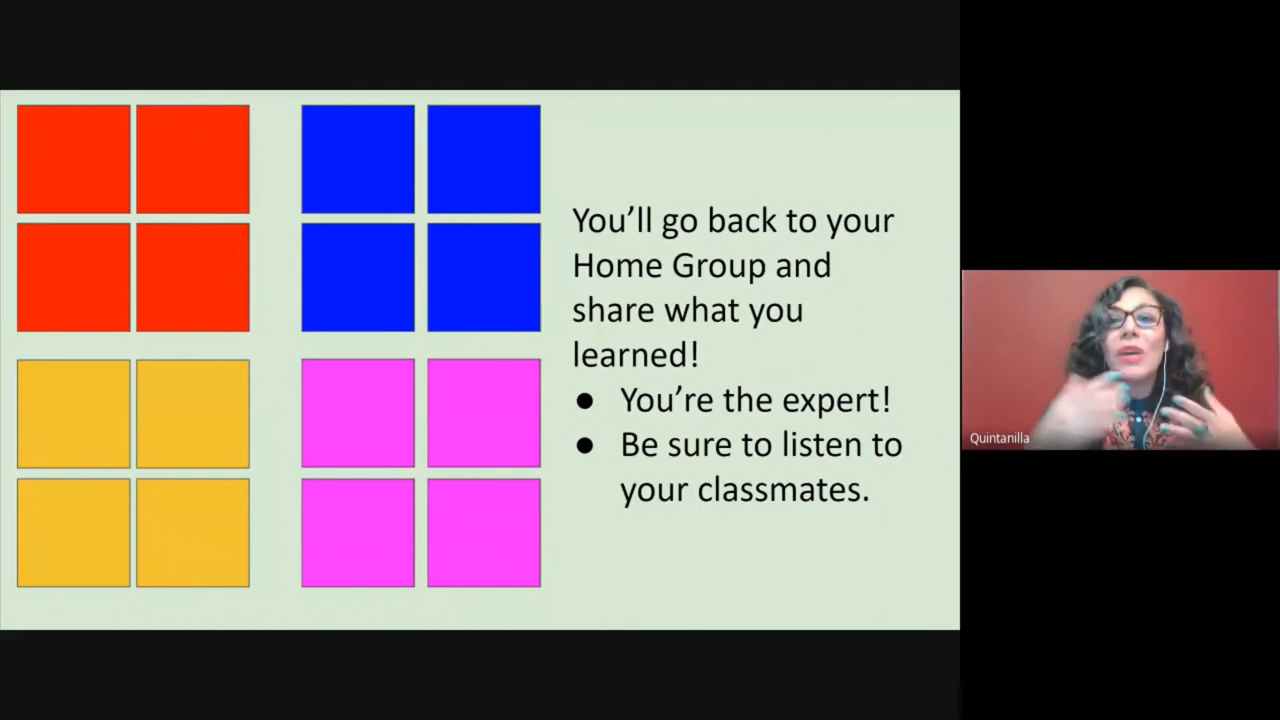 You’ll go back to your
Home Group and
share what you
learned!
● You’re the expert!
● Be sure to listen to
your classmates.
Quintanilla